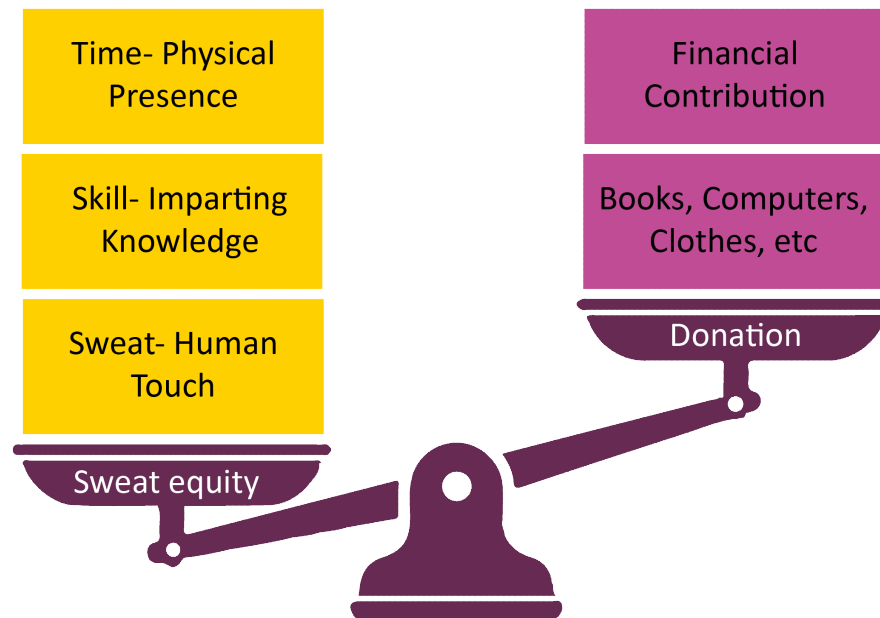 Time- Physical
Presence
Skill- Imparting
Knowledge
Sweat- Human
Touch
Sweat equity
Financial
Contribution
Books, Computers,
Clothes, etc
Donation